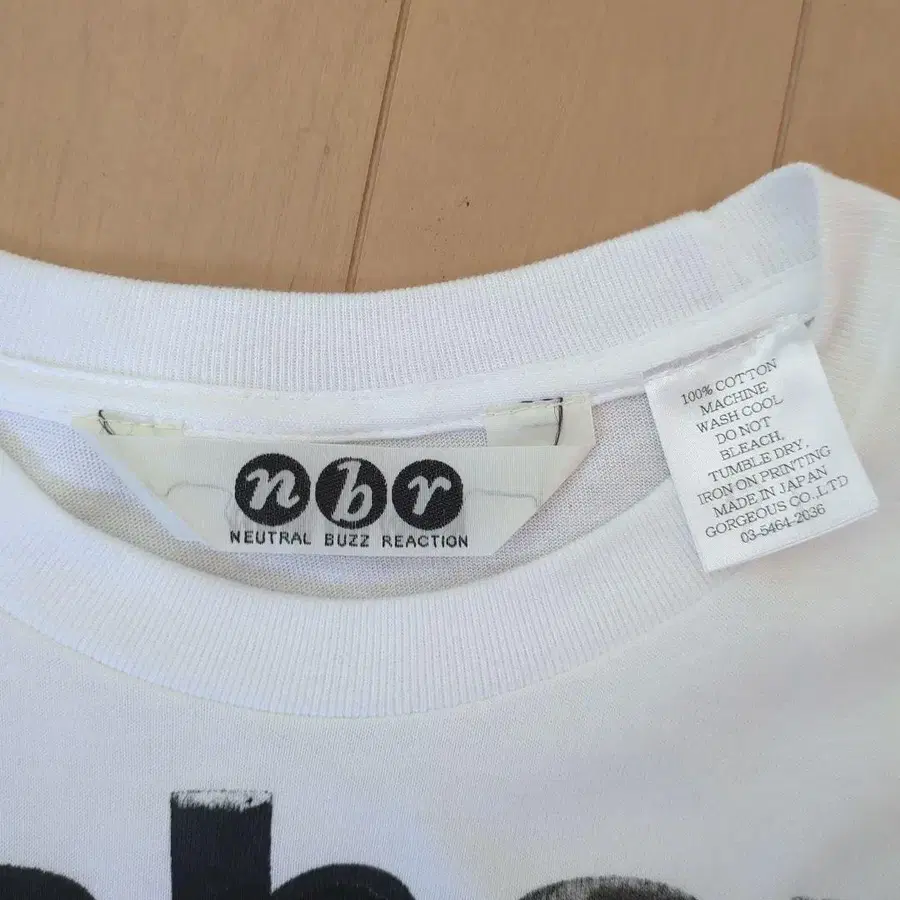 nbr
NEUTRAL BUZZ REACTION
100% COTTON
MACHINE
WASH COOL
DO NOT
BLEACH,
TUMBLE DRY,
IRON ON PRINTING
MADE IN JAPAN
GORGEOUS CO.,LTD
03-5464-2036